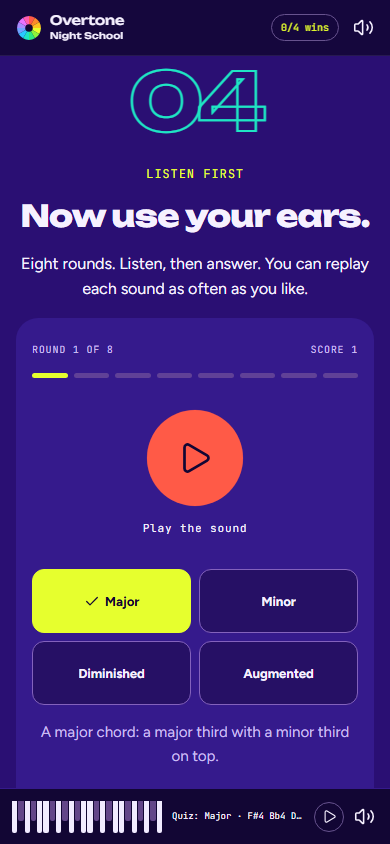 Overtone
Night School
0/4 wins
04
LISTEN FIRST
Now use your ears.
Eight rounds. Listen, then answer. You can replay
each sound as often as you like.
ROUND 1 OF 8
SCORE 1
Play the sound
Major
Minor
Diminished
Augmented
A major chord: a major third with a minor third
on top.
Quiz: Major · F#4 Bb4 D…